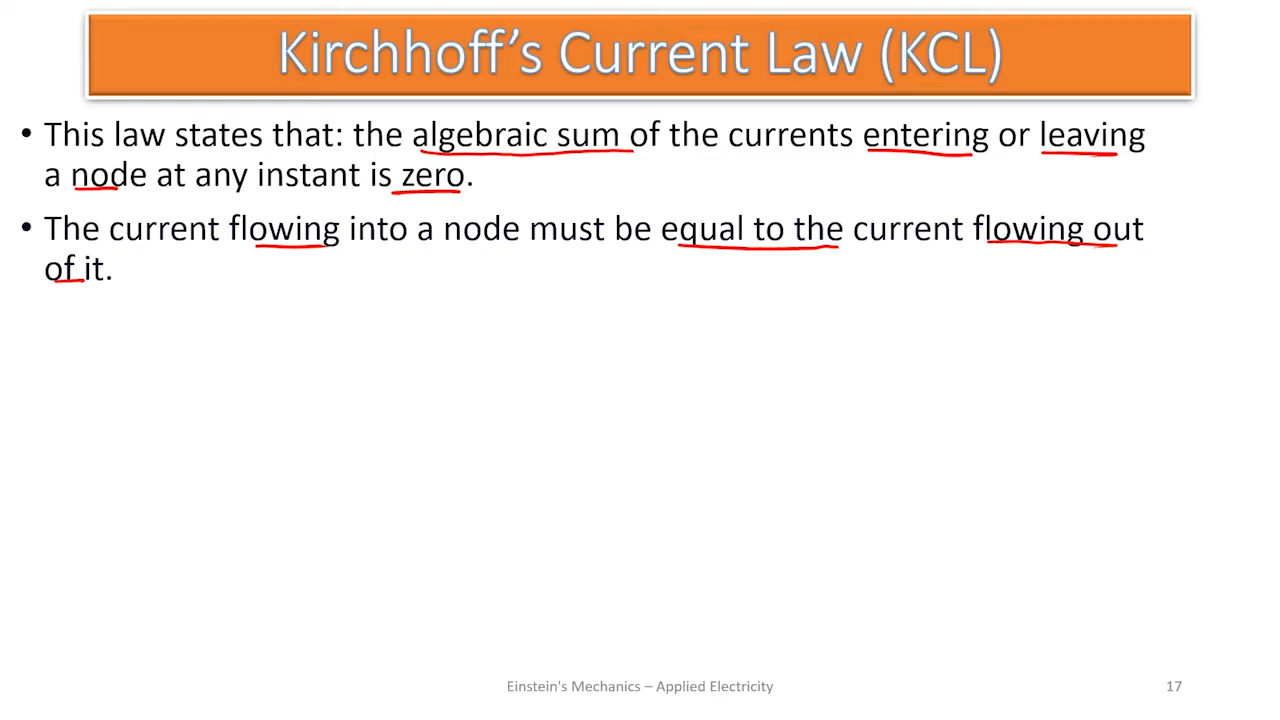 Kirchhoff’s Current Law (KCL)
• This law states that: the algebraic sum of the currents entering or leaving
a node at any instant is zero.
• The current flowing into a node must be equal to the current flowing out
of it.
Einstein's Mechanics – Applied Electricity
17